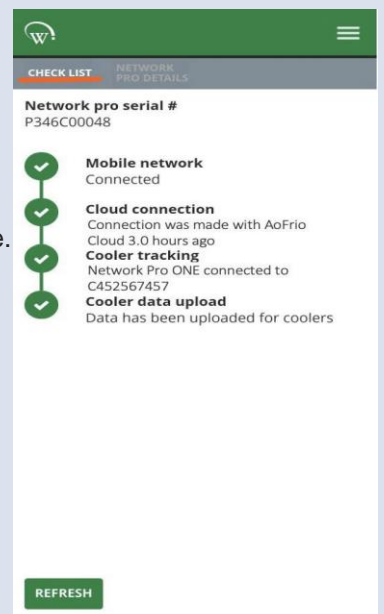 W
CHECK LIST
NETWORK
PRO DETAILS
Network pro serial #
P346C00048
Mobile network
Connected
Cloud connection
Connection was made with AoFrio
Cloud 3.0 hours ago
e.
Cooler tracking
Network Pro ONE connected to
C452567457
Cooler data upload
Data has been uploaded for coolers
REFRESH